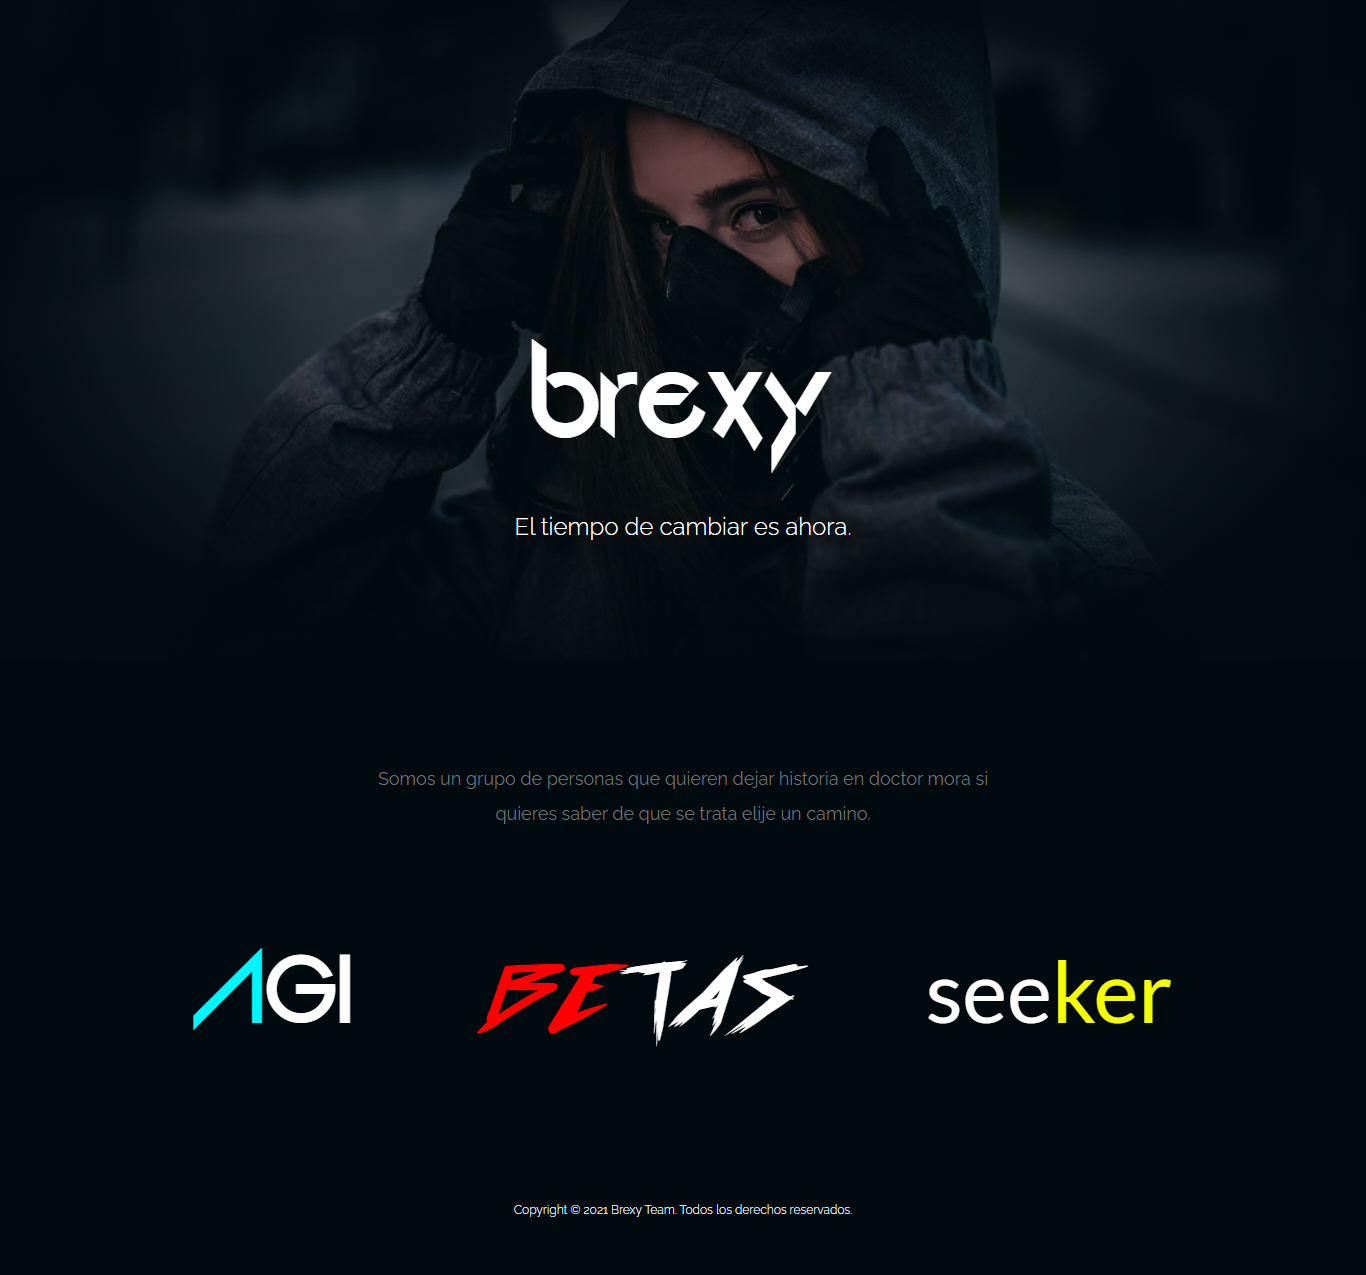 brexy
El tiempo de cambiar es ahora.
Somos un grupo de personas que quieren dejar historia en doctor mora si
quieres saber de que se trata elije un camino.
AGI
BETAS
seeker
Copyright © 2021 Brexy Team. Todos los derechos reservados.